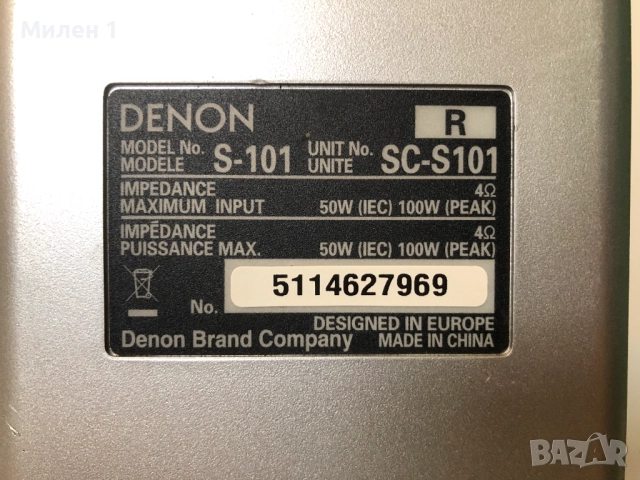 Милен 1
DENON
R
MODEL No. S-101 UNIT No. SC-S101
MODELE UNITE
IMPEDANCE 4Ω
MAXIMUM INPUT 50W (IEC) 100W (PEAK)
IMPÉDANCE 4Ω
PUISSANCE MAX. 50W (IEC) 100W (PEAK)
No. 5114627969
DESIGNED IN EUROPE
Denon Brand Company MADE IN CHINA
BAZAR